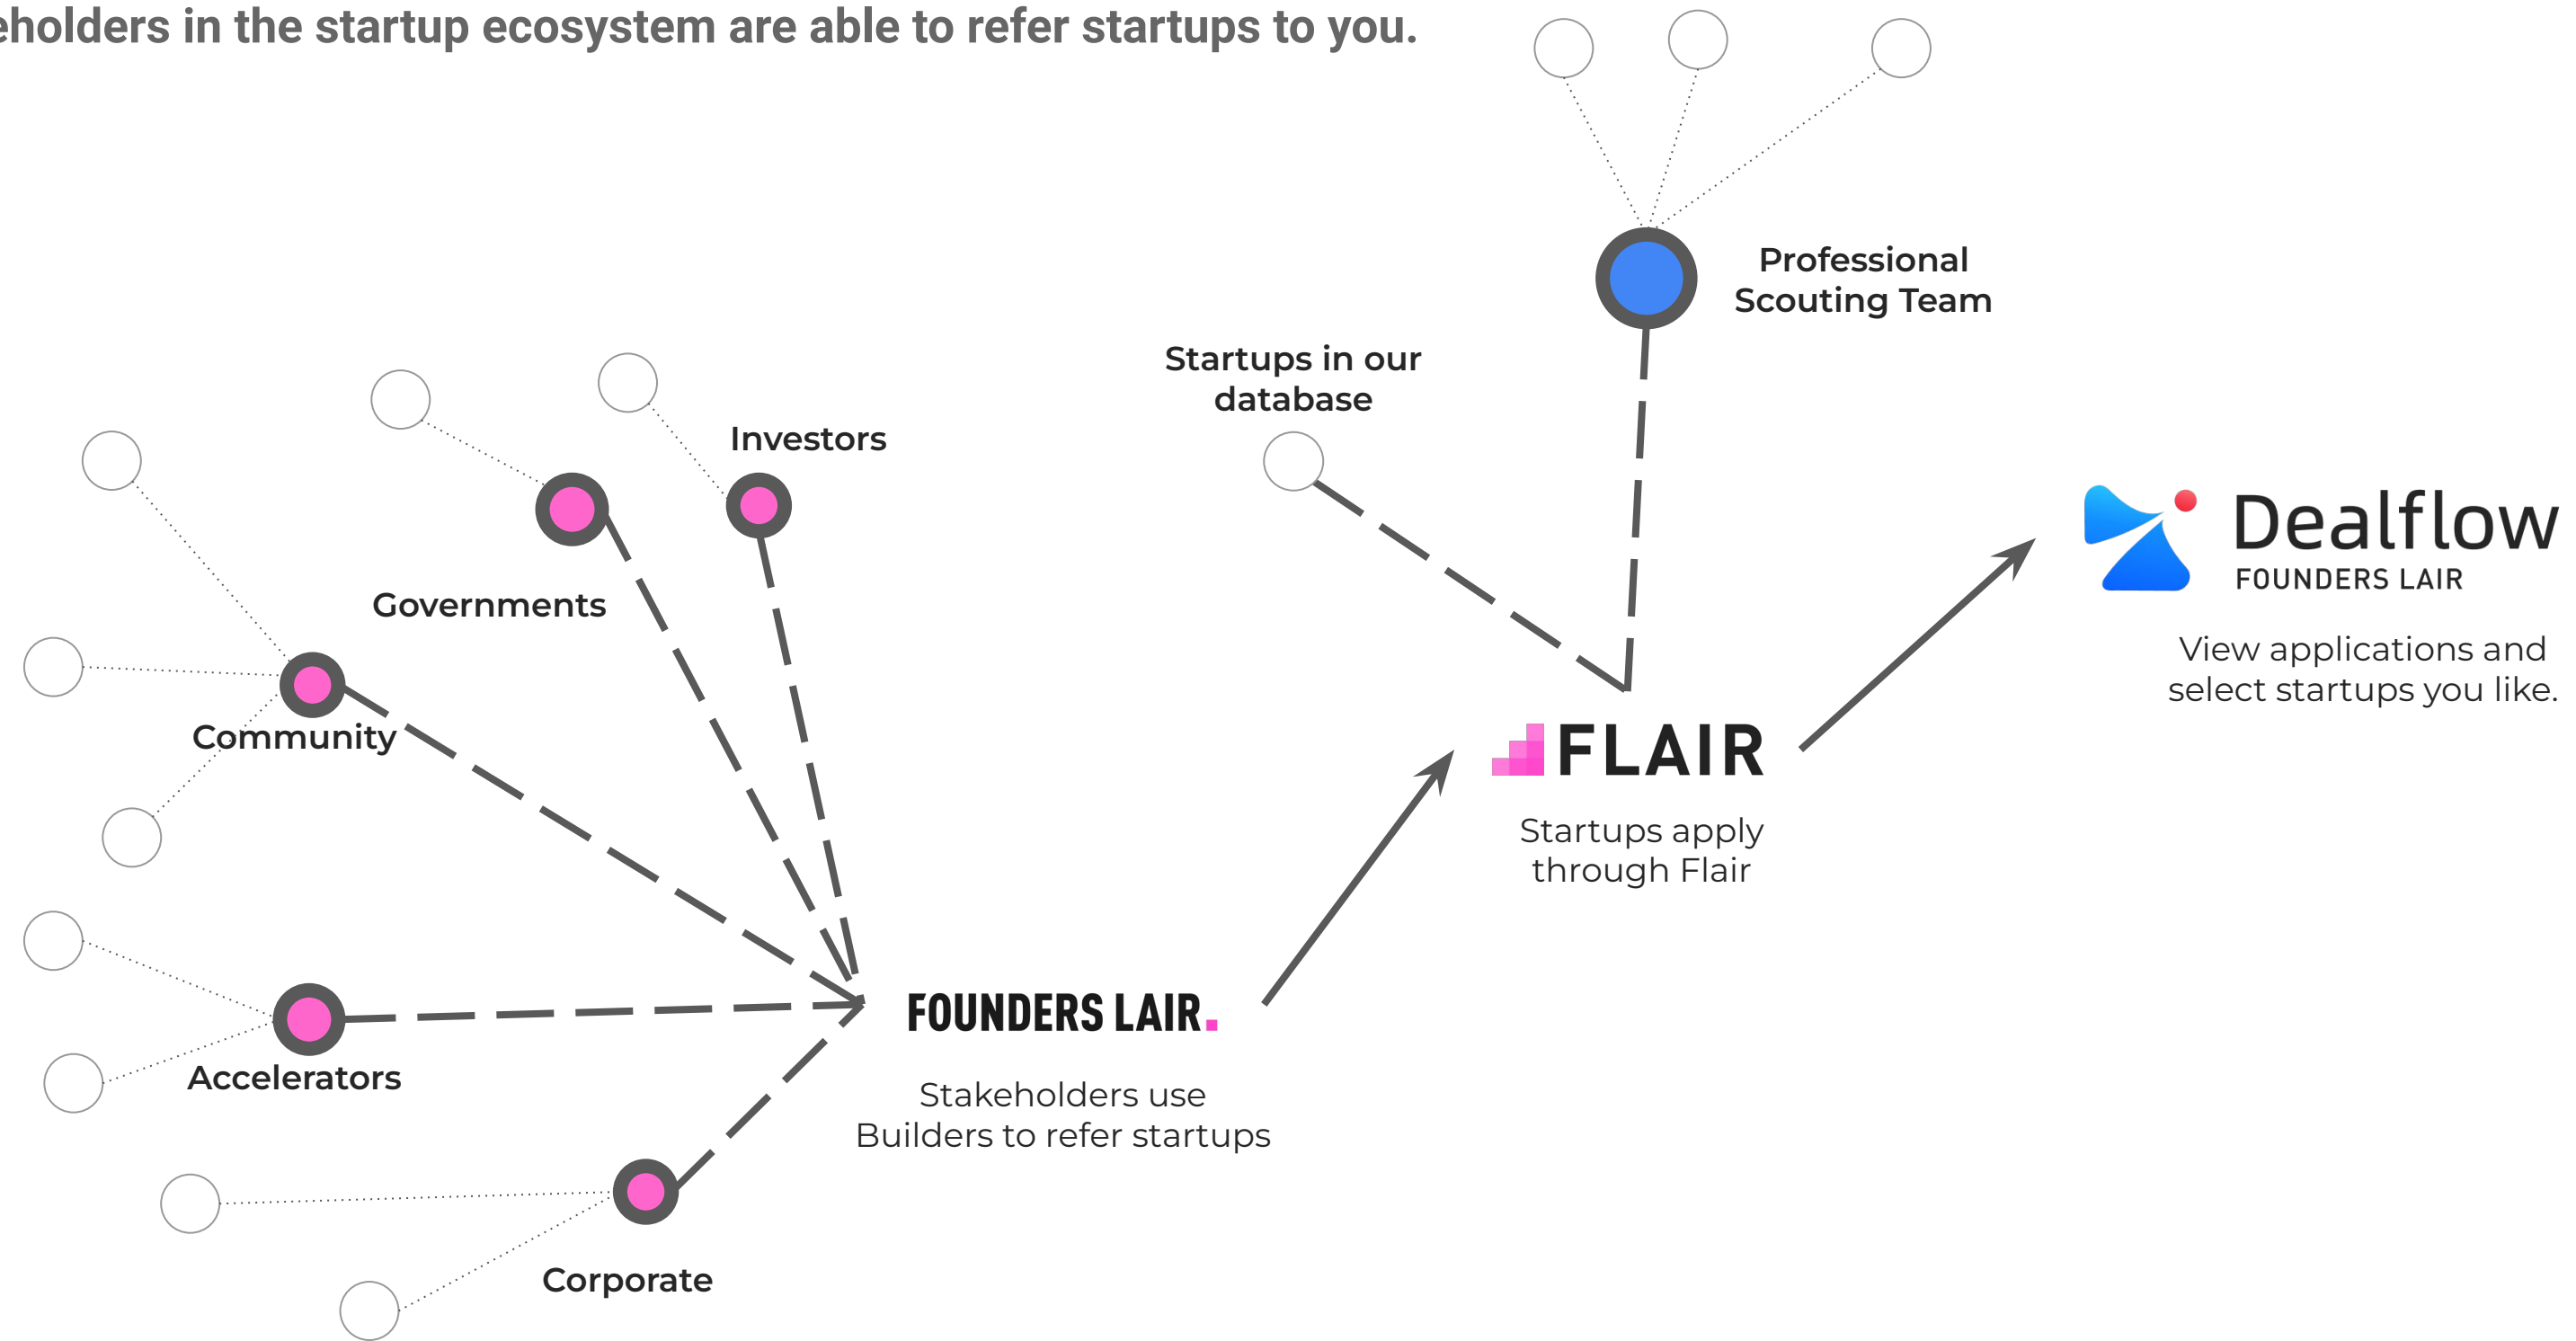 in the startup ecosystem are able to refer startups to you.
Professional
Scouting Team
Startups in our
database
Investors
Governments
Community
Accelerators
Corporate
FOUNDERS LAIR.
Stakeholders use
Builders to refer startups
FLAIR
Startups apply
through Flair
Dealflow
FOUNDERS LAIR
View applications and
select startups you like.